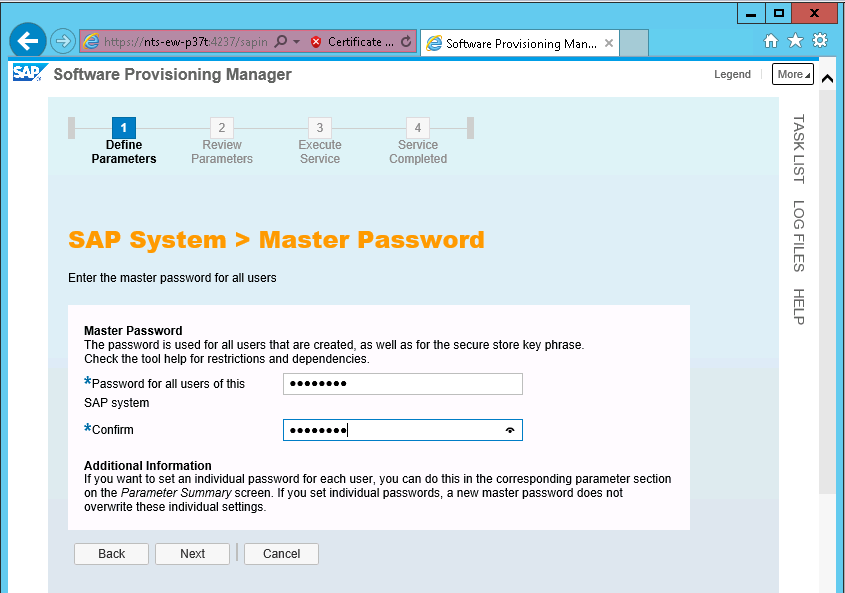 https://nts-ew-p37t:4237/sapin
Certificate ...
Software Provisioning Man...
SAP
Software Provisioning Manager
Legend
More
1
2
3
4
Define
Parameters
Review
Parameters
Execute
Service
Service
Completed
TASK LIST
LOG FILES
HELP
SAP System > Master Password
Enter the master password for all users
Master Password
The password is used for all users that are created, as well as for the secure store key phrase.
Check the tool help for restrictions and dependencies.
*Password for all users of this
SAP system
*Confirm
Additional Information
If you want to set an individual password for each user, you can do this in the corresponding parameter section
on the Parameter Summary screen. If you set individual passwords, a new master password does not
overwrite these individual settings.
Back
Next
Cancel